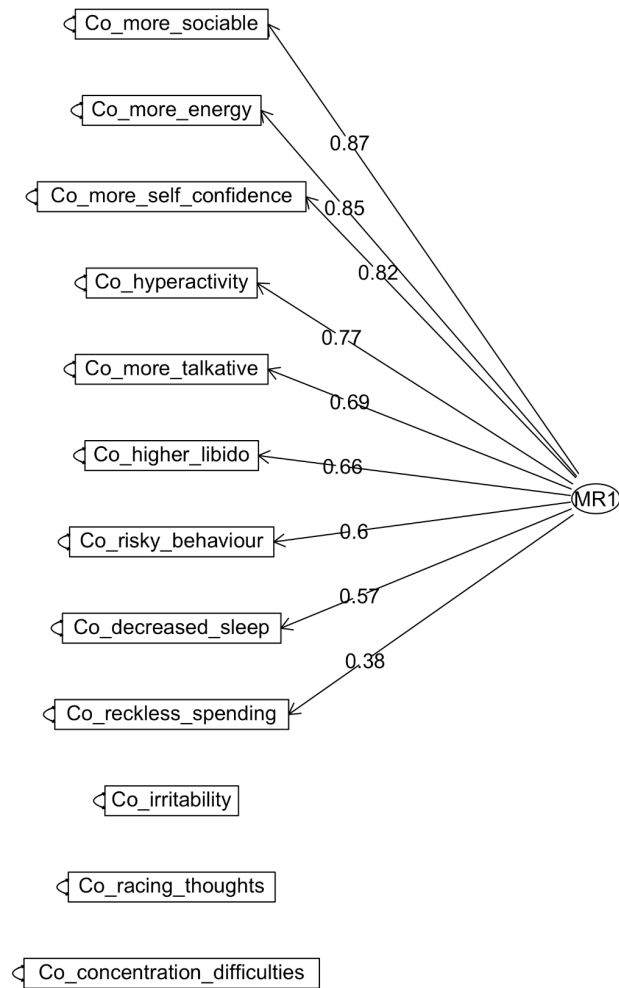 Co_more_sociable
0.87
Co_more_energy
0.85
Co_more_self_confidence
0.82
Co_hyperactivity
0.77
Co_more_talkative
0.69
Co_higher_libido
0.66
MR1
Co_risky_behaviour
0.6
Co_decreased_sleep
0.57
Co_reckless_spending
0.38
Co_irritability
Co_racing_thoughts
Co_concentration_difficulties